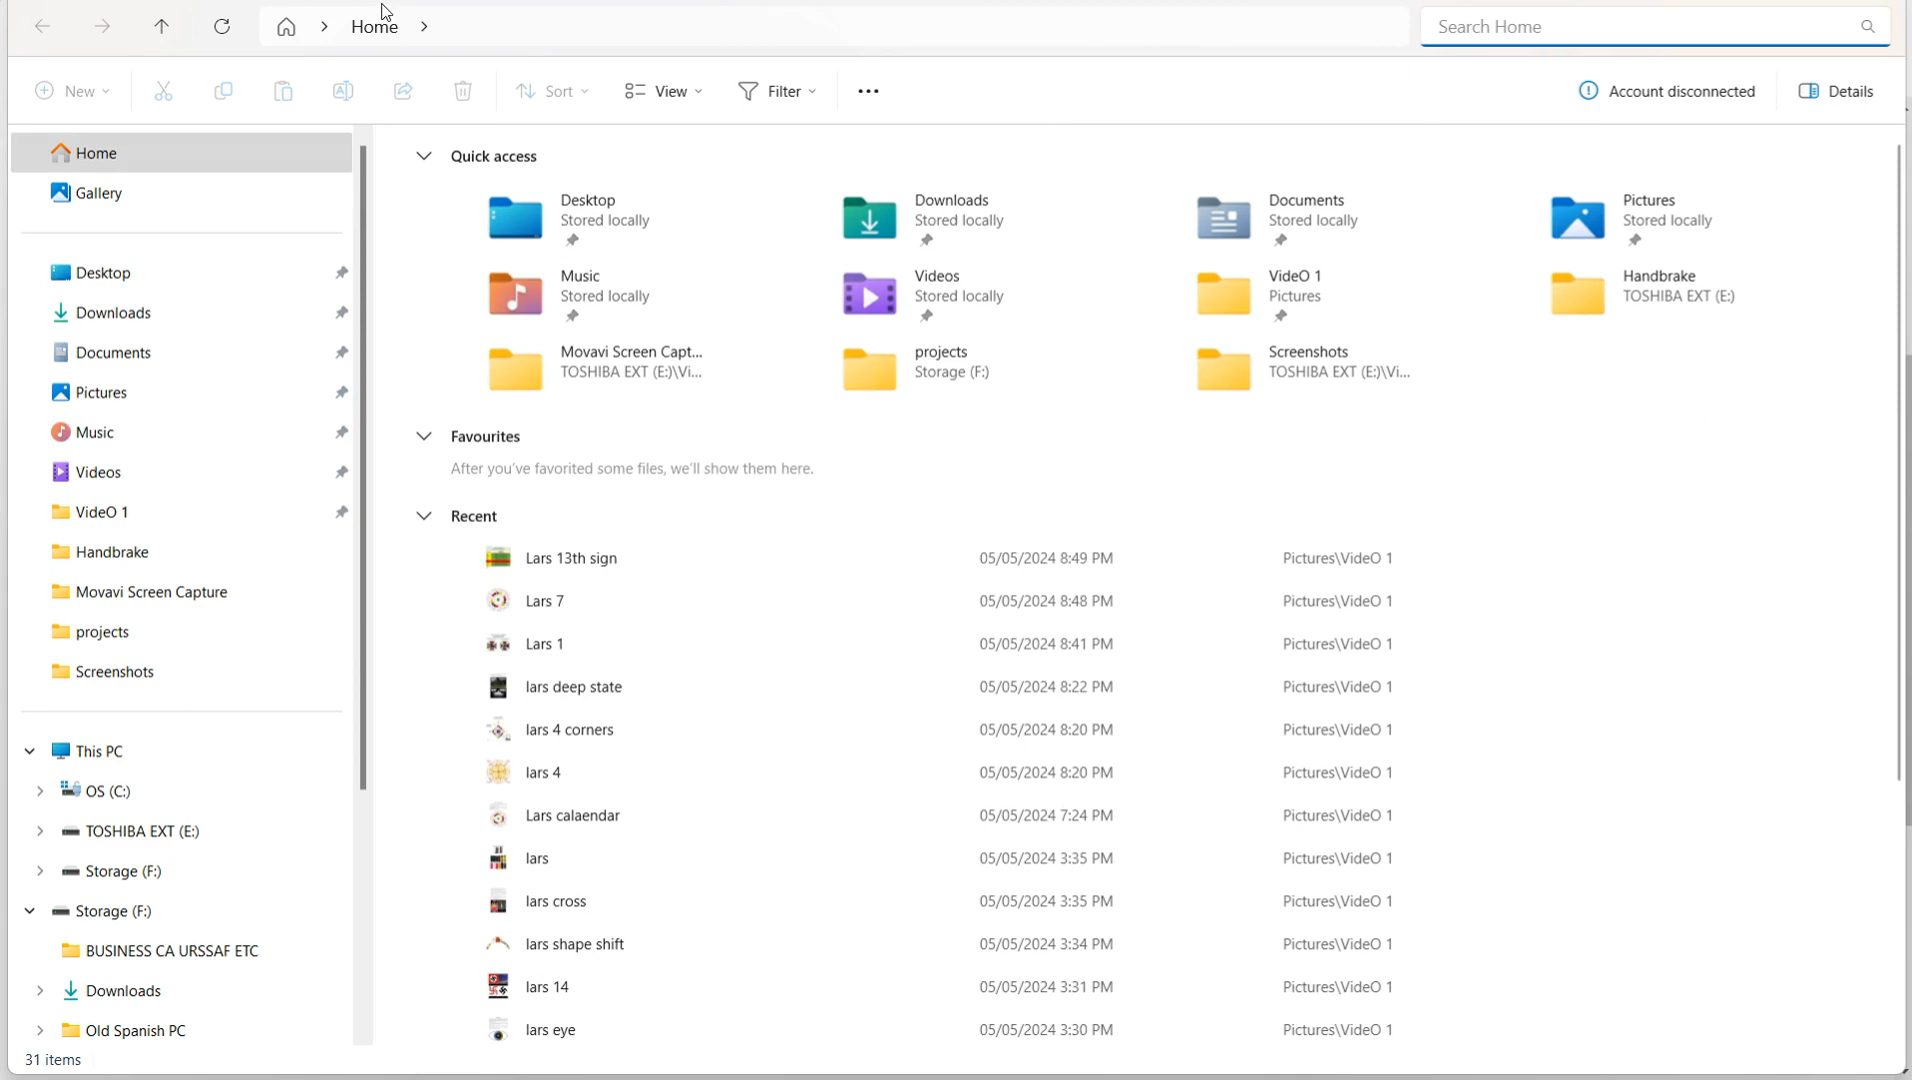 Home
Search Home
New
Sort
View
Filter
Account disconnected
Details
Home
Gallery
Desktop
Downloads
Documents
Pictures
Music
Videos
VideO 1
Handbrake
Movavi Screen Capture
projects
Screenshots
This PC
OS (C:)
TOSHIBA EXT (E:)
Storage (F:)
Storage (F:)
BUSINESS CA URSSAF ETC
Downloads
Old Spanish PC
31 items
Quick access
Desktop
Stored locally
Downloads
Stored locally
Documents
Stored locally
Pictures
Stored locally
Music
Stored locally
Videos
Stored locally
VideO 1
Pictures
Handbrake
TOSHIBA EXT (E:)
Movavi Screen Capt...
TOSHIBA EXT (E:)\Vi...
projects
Storage (F:)
Screenshots
TOSHIBA EXT (E:)\Vi...
Favourites
After you've favorited some files, we'll show them here.
Recent
Lars 13th sign 05/05/2024 8:49 PM Pictures\VideO 1
Lars 7 05/05/2024 8:48 PM Pictures\VideO 1
Lars 1 05/05/2024 8:41 PM Pictures\VideO 1
lars deep state 05/05/2024 8:22 PM Pictures\VideO 1
lars 4 corners 05/05/2024 8:20 PM Pictures\VideO 1
lars 4 05/05/2024 8:20 PM Pictures\VideO 1
Lars calaendar 05/05/2024 7:24 PM Pictures\VideO 1
lars 05/05/2024 3:35 PM Pictures\VideO 1
lars cross 05/05/2024 3:35 PM Pictures\VideO 1
lars shape shift 05/05/2024 3:34 PM Pictures\VideO 1
lars 14 05/05/2024 3:31 PM Pictures\VideO 1
lars eye 05/05/2024 3:30 PM Pictures\VideO 1